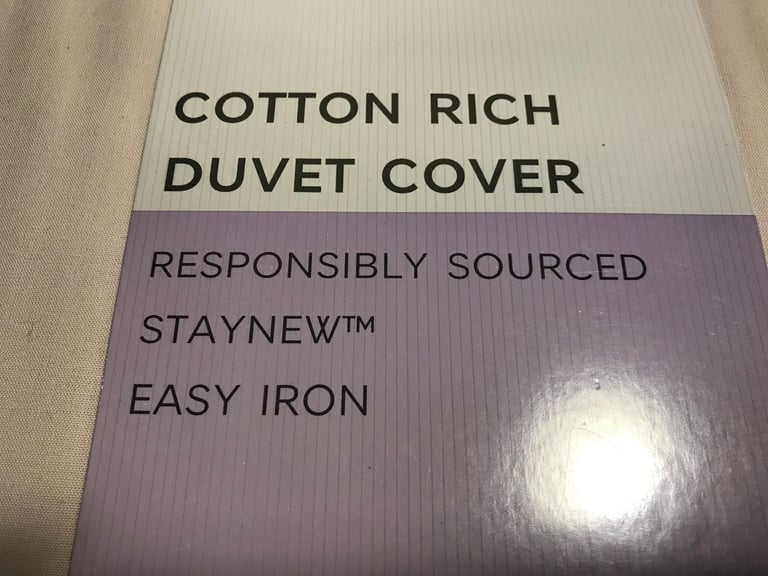 COTTON RICH
DUVET COVER
RESPONSIBLY SOURCED
STAYNEW™
EASY IRON